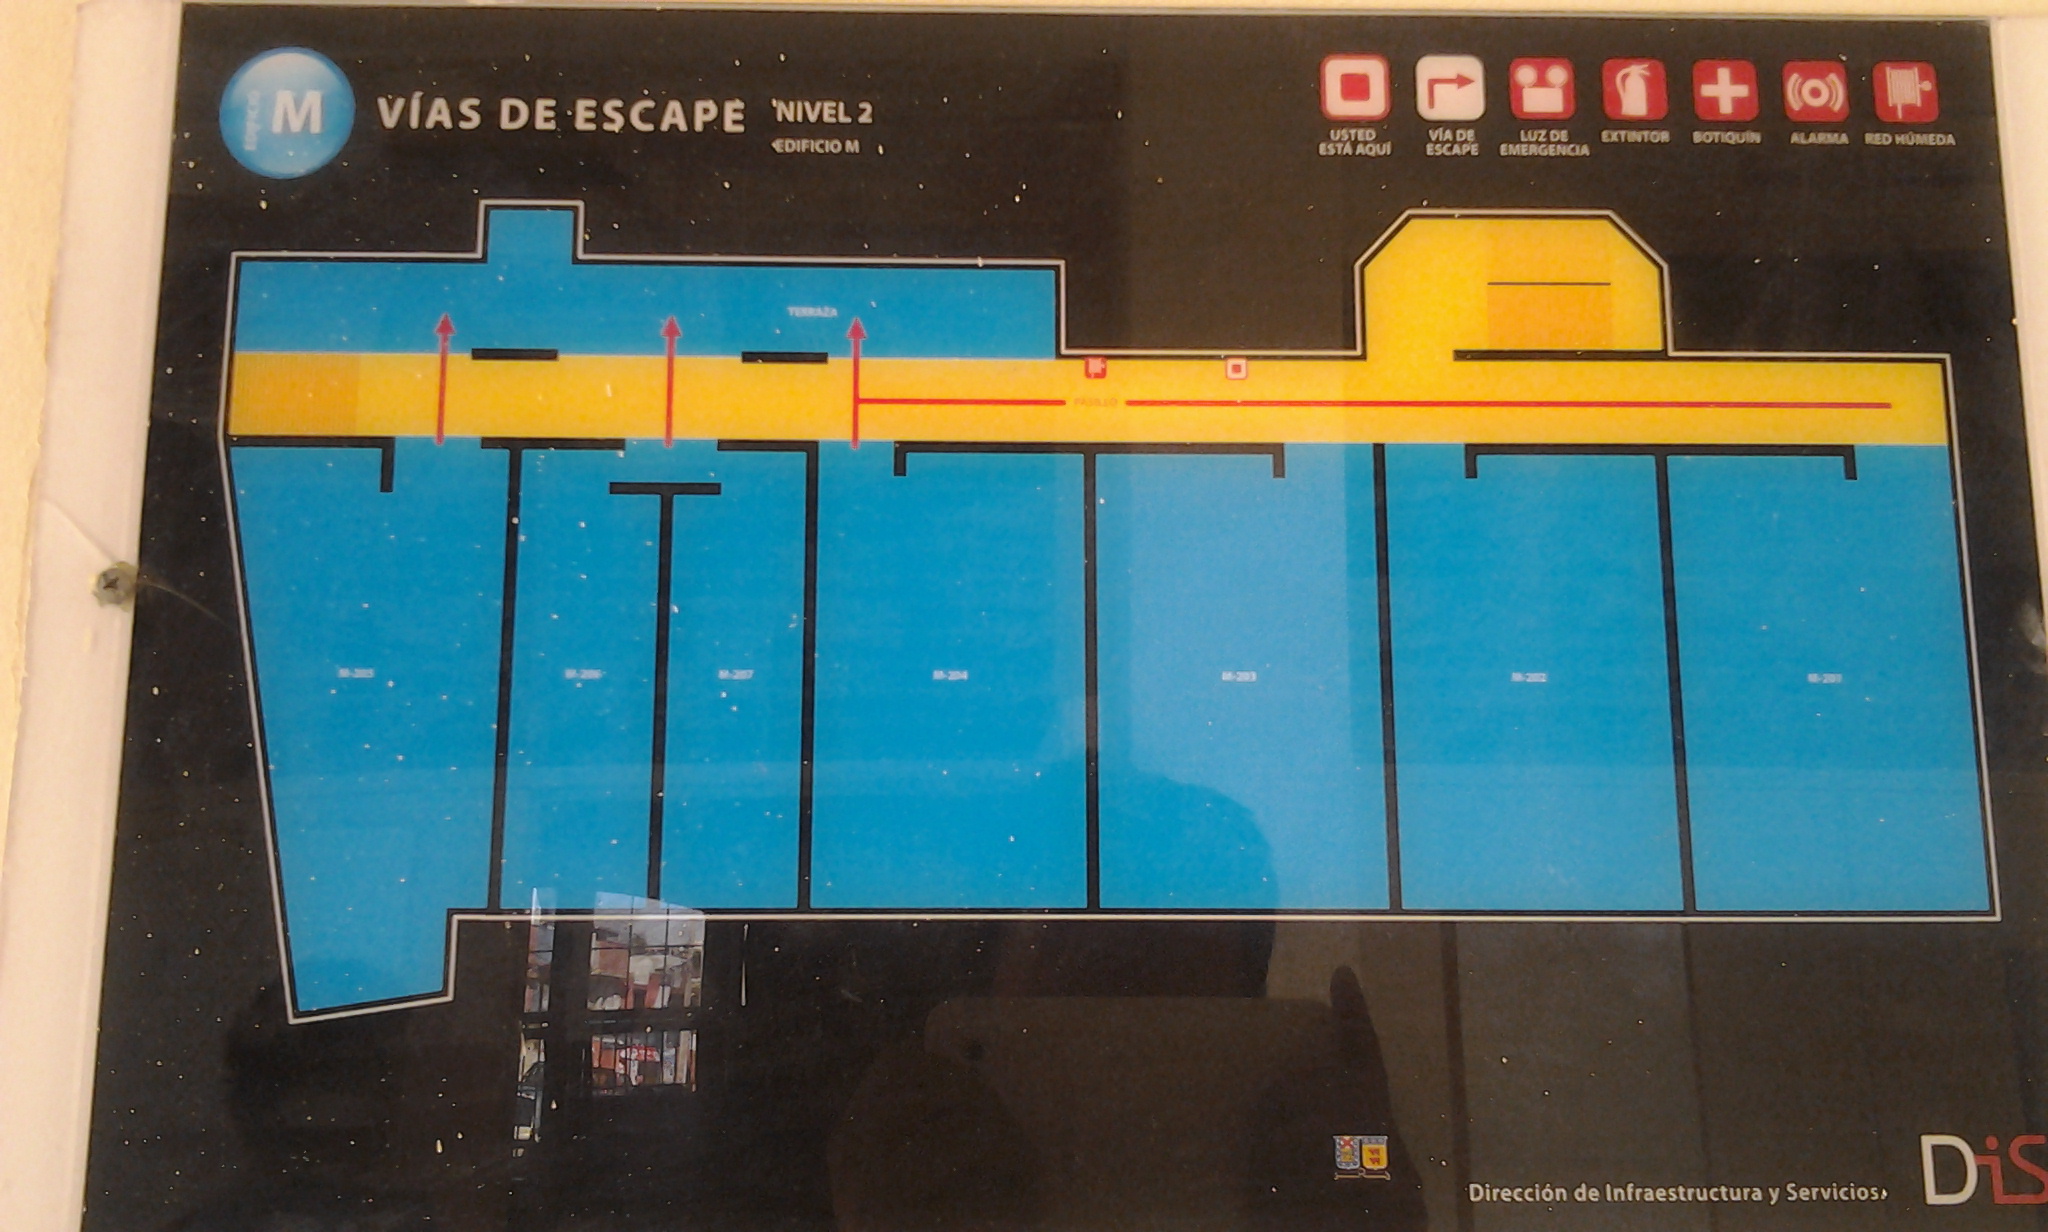 EDIFICIO
M
VÍAS DE ESCAPE
NIVEL 2
EDIFICIO M
USTED
ESTÁ AQUÍ
VÍA DE
ESCAPE
LUZ DE
EMERGENCIA
EXTINTOR
BOTIQUÍN
ALARMA
RED HÚMEDA
TERRAZA
PASILLO
M-205
M-206
M-207
M-204
M-203
M-202
M-201
Dirección de Infraestructura y Servicios
DiS